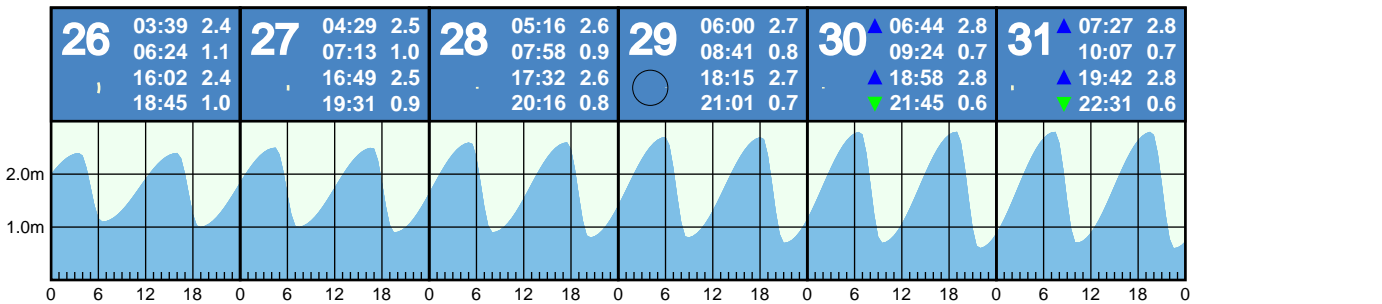 26
03:39 2.4
06:24 1.1
16:02 2.4
18:45 1.0
27
04:29 2.5
07:13 1.0
16:49 2.5
19:31 0.9
28
05:16 2.6
07:58 0.9
17:32 2.6
20:16 0.8
29
06:00 2.7
08:41 0.8
18:15 2.7
21:01 0.7
30
▲ 06:44 2.8
09:24 0.7
▲ 18:58 2.8
▼ 21:45 0.6
31
▲ 07:27 2.8
10:07 0.7
▲ 19:42 2.8
▼ 22:31 0.6
2.0m
1.0m
0 6 12 18 0 6 12 18 0 6 12 18 0 6 12 18 0 6 12 18 0 6 12 18 0